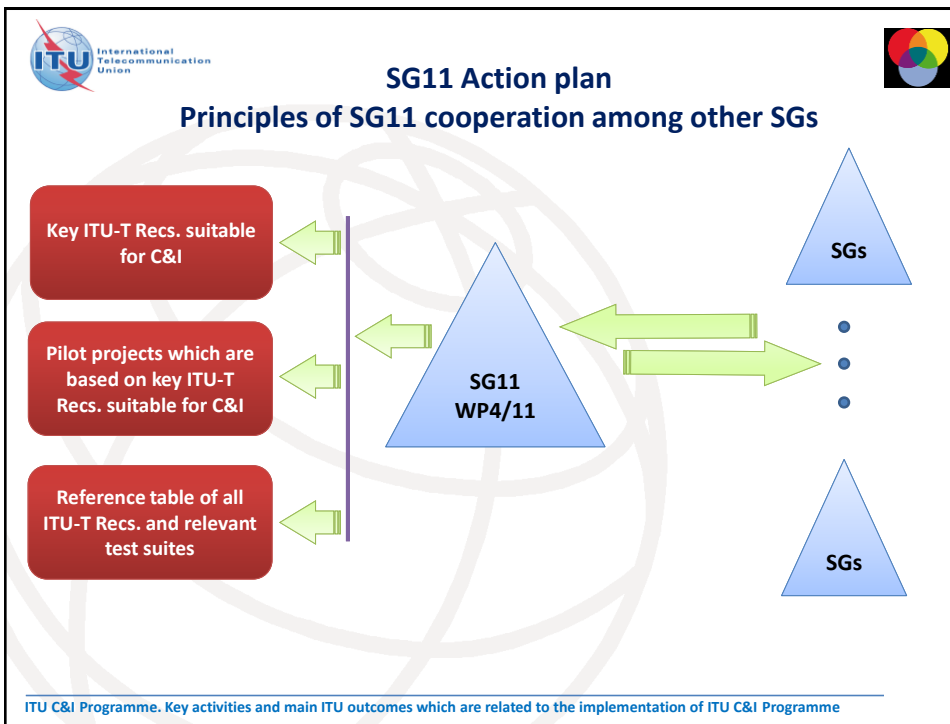 ITU
International
Telecommunication
Union
SG11 Action plan
Principles of SG11 cooperation among other SGs
Key ITU-T Recs. suitable
for C&I
Pilot projects which are
based on key ITU-T
Recs. suitable for C&I
Reference table of all
ITU-T Recs. and relevant
test suites
SG11
WP4/11
SGs
SGs
ITU C&I Programme. Key activities and main ITU outcomes which are related to the implementation of ITU C&I Programme